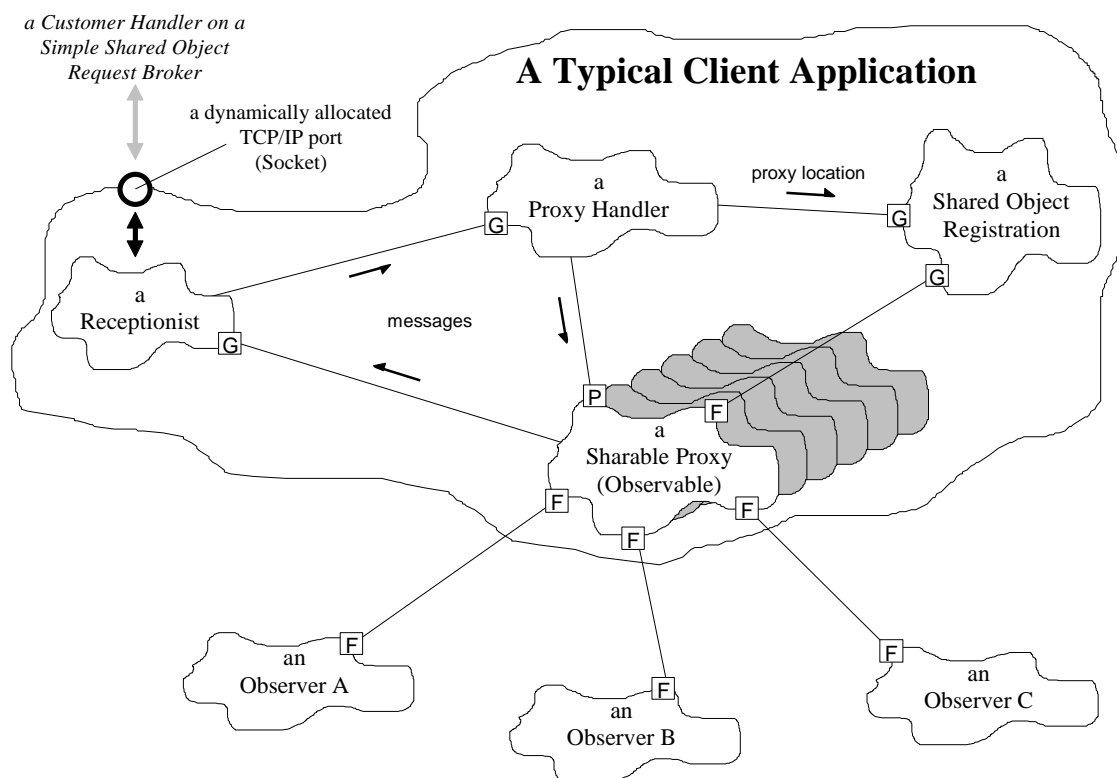 a Customer Handler on a
Simple Shared Object
Request Broker
A Typical Client Application
a dynamically allocated
TCP/IP port
(Socket)
a
Proxy Handler
proxy location
a
Shared Object
Registration
G
G
G
a
Receptionist
G
messages
P
F
a
Sharable Proxy
(Observable)
F
F
F
F
an
Observer A
F
an
Observer B
F
an
Observer C